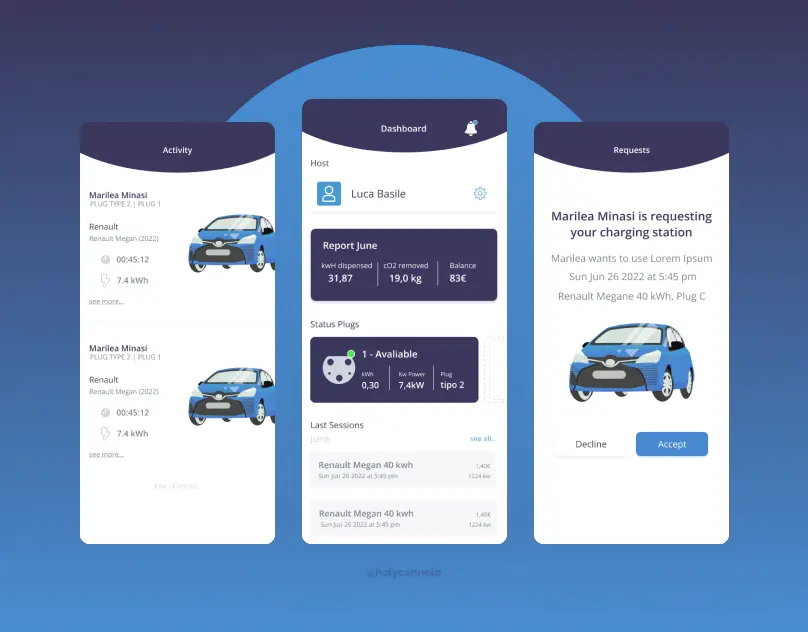 Activity
Marilea Minasi
PLUG TYPE 2 | PLUG 1
Renault
Renault Megan (2022)
00:45:12
7.4 kWh
see more...
Marilea Minasi
PLUG TYPE 2 | PLUG 1
Renault
Renault Megan (2022)
00:45:12
7.4 kWh
see more...
End of results
Dashboard
Host
Luca Basile
Report June
kwH dispensed cO2 removed Balance
31,87 19,0 kg 83€
Status Plugs
1 - Avaliable
kWh Kw Power Plug
0,30 7,4kW tipo 2
Last Sessions
June see all...
Renault Megan 40 kwh 1,40€
Sun Jun 26 2022 at 5:45 pm 1224 kw
Renault Megan 40 kwh 1,40€
Sun Jun 26 2022 at 5:45 pm 1224 kw
Requests
Marilea Minasi is requesting
your charging station
Marilea wants to use Lorem Ipsum
Sun Jun 26 2022 at 5:45 pm
Renault Megane 40 kWh, Plug C
Decline Accept
@holycannolo